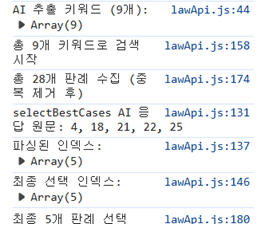 AI 추출 키워드 (9개): lawApi.js:44
▶ Array(9)
총 9개 키워드로 검색 lawApi.js:158
시작
총 28개 판례 수집 (중 lawApi.js:174
복 제거 후)
selectBestCases AI 응 lawApi.js:131
답 원문: 4, 18, 21, 22, 25
파싱된 인덱스: lawApi.js:137
▶ Array(5)
최종 선택 인덱스: lawApi.js:146
▶ Array(5)
최종 5개 판례 선택 lawApi.js:180